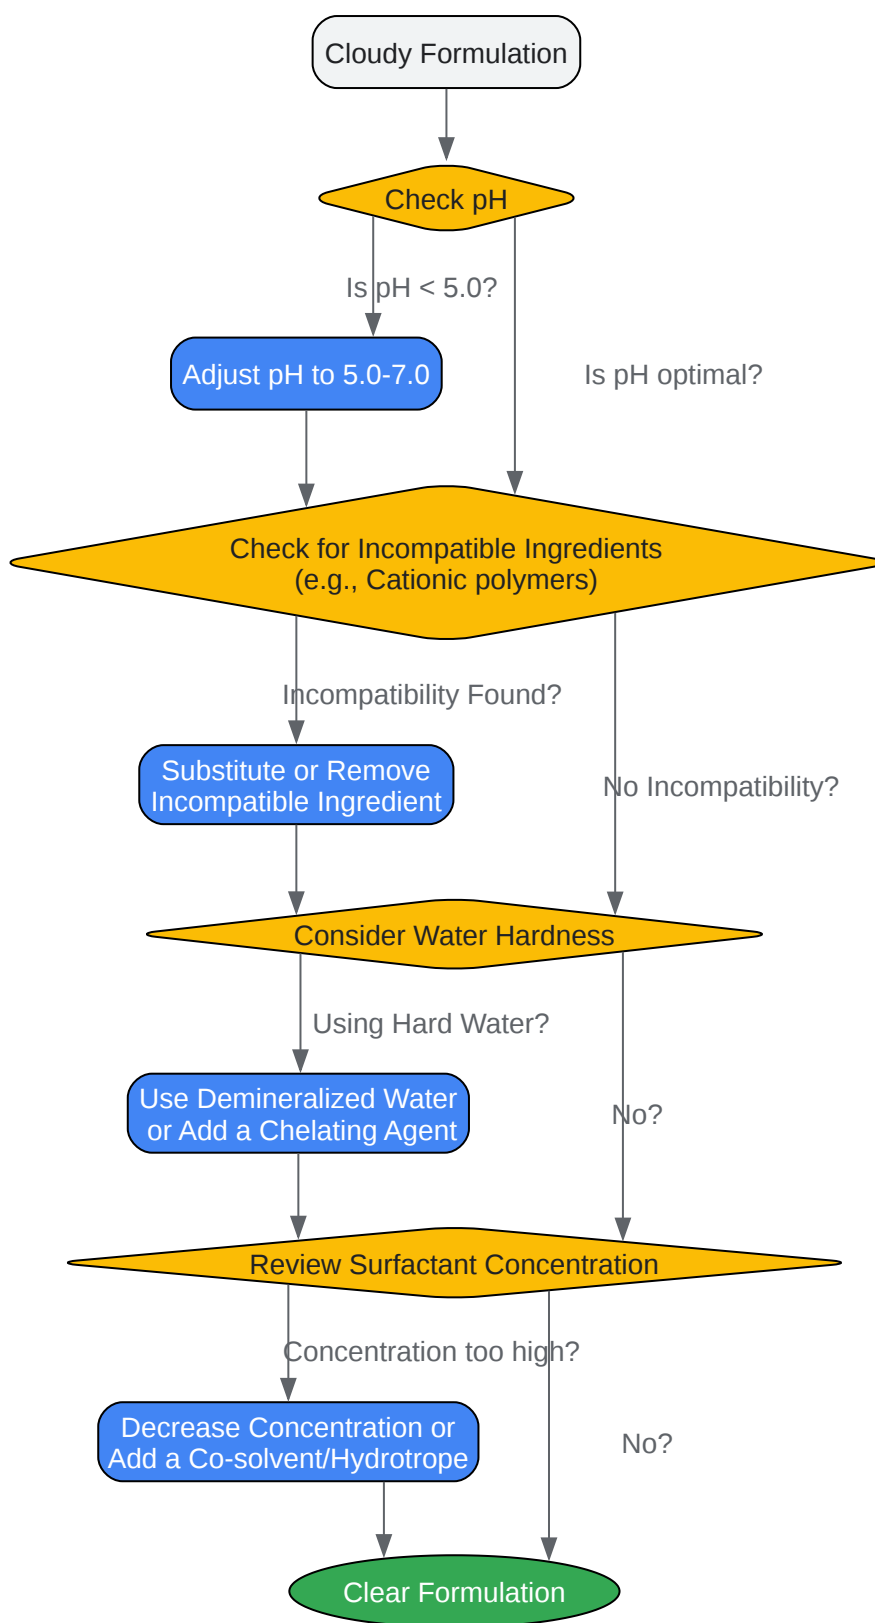 Cloudy Formulation
Check pH
Is pH < 5.0?
Adjust pH to 5.0-7.0
Is pH optimal?
Check for Incompatible Ingredients
(e.g., Cationic polymers)
Incompatibility Found?
Substitute or Remove
Incompatible Ingredient
No Incompatibility?
Consider Water Hardness
Using Hard Water?
Use Demineralized Water
or Add a Chelating Agent
No?
Review Surfactant Concentration
Concentration too high?
Decrease Concentration or
Add a Co-solvent/Hydrotrope
No?
Clear Formulation